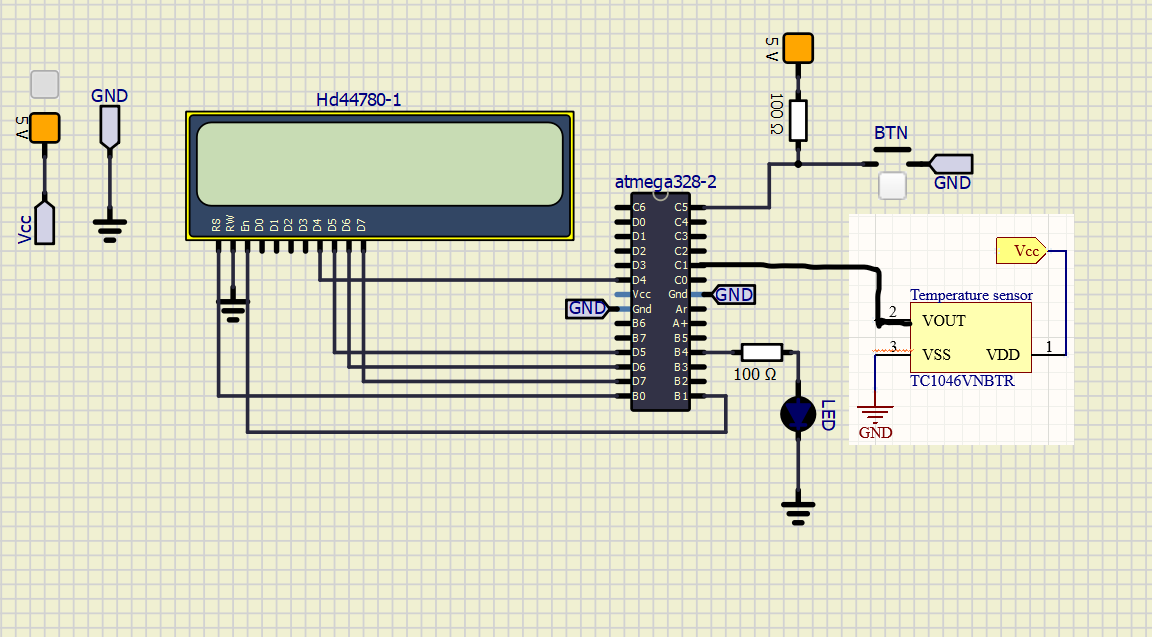 5 V
GND
Vcc
Hd44780-1
RS RW En D0 D1 D2 D3 D4 D5 D6 D7
atmega328-2
C6 C5
D0 C4
D1 C3
D2 C2
D3 C1
D4 C0
Vcc Gnd
Gnd Ar
B6 A+
B7 B5
D5 B4
D6 B3
D7 B2
B0 B1
GND
GND
5 V
100 Ω
BTN
GND
100 Ω
LED
Vcc
Temperature sensor
2 VOUT
3 VSS VDD 1
TC1046VNBTR
GND